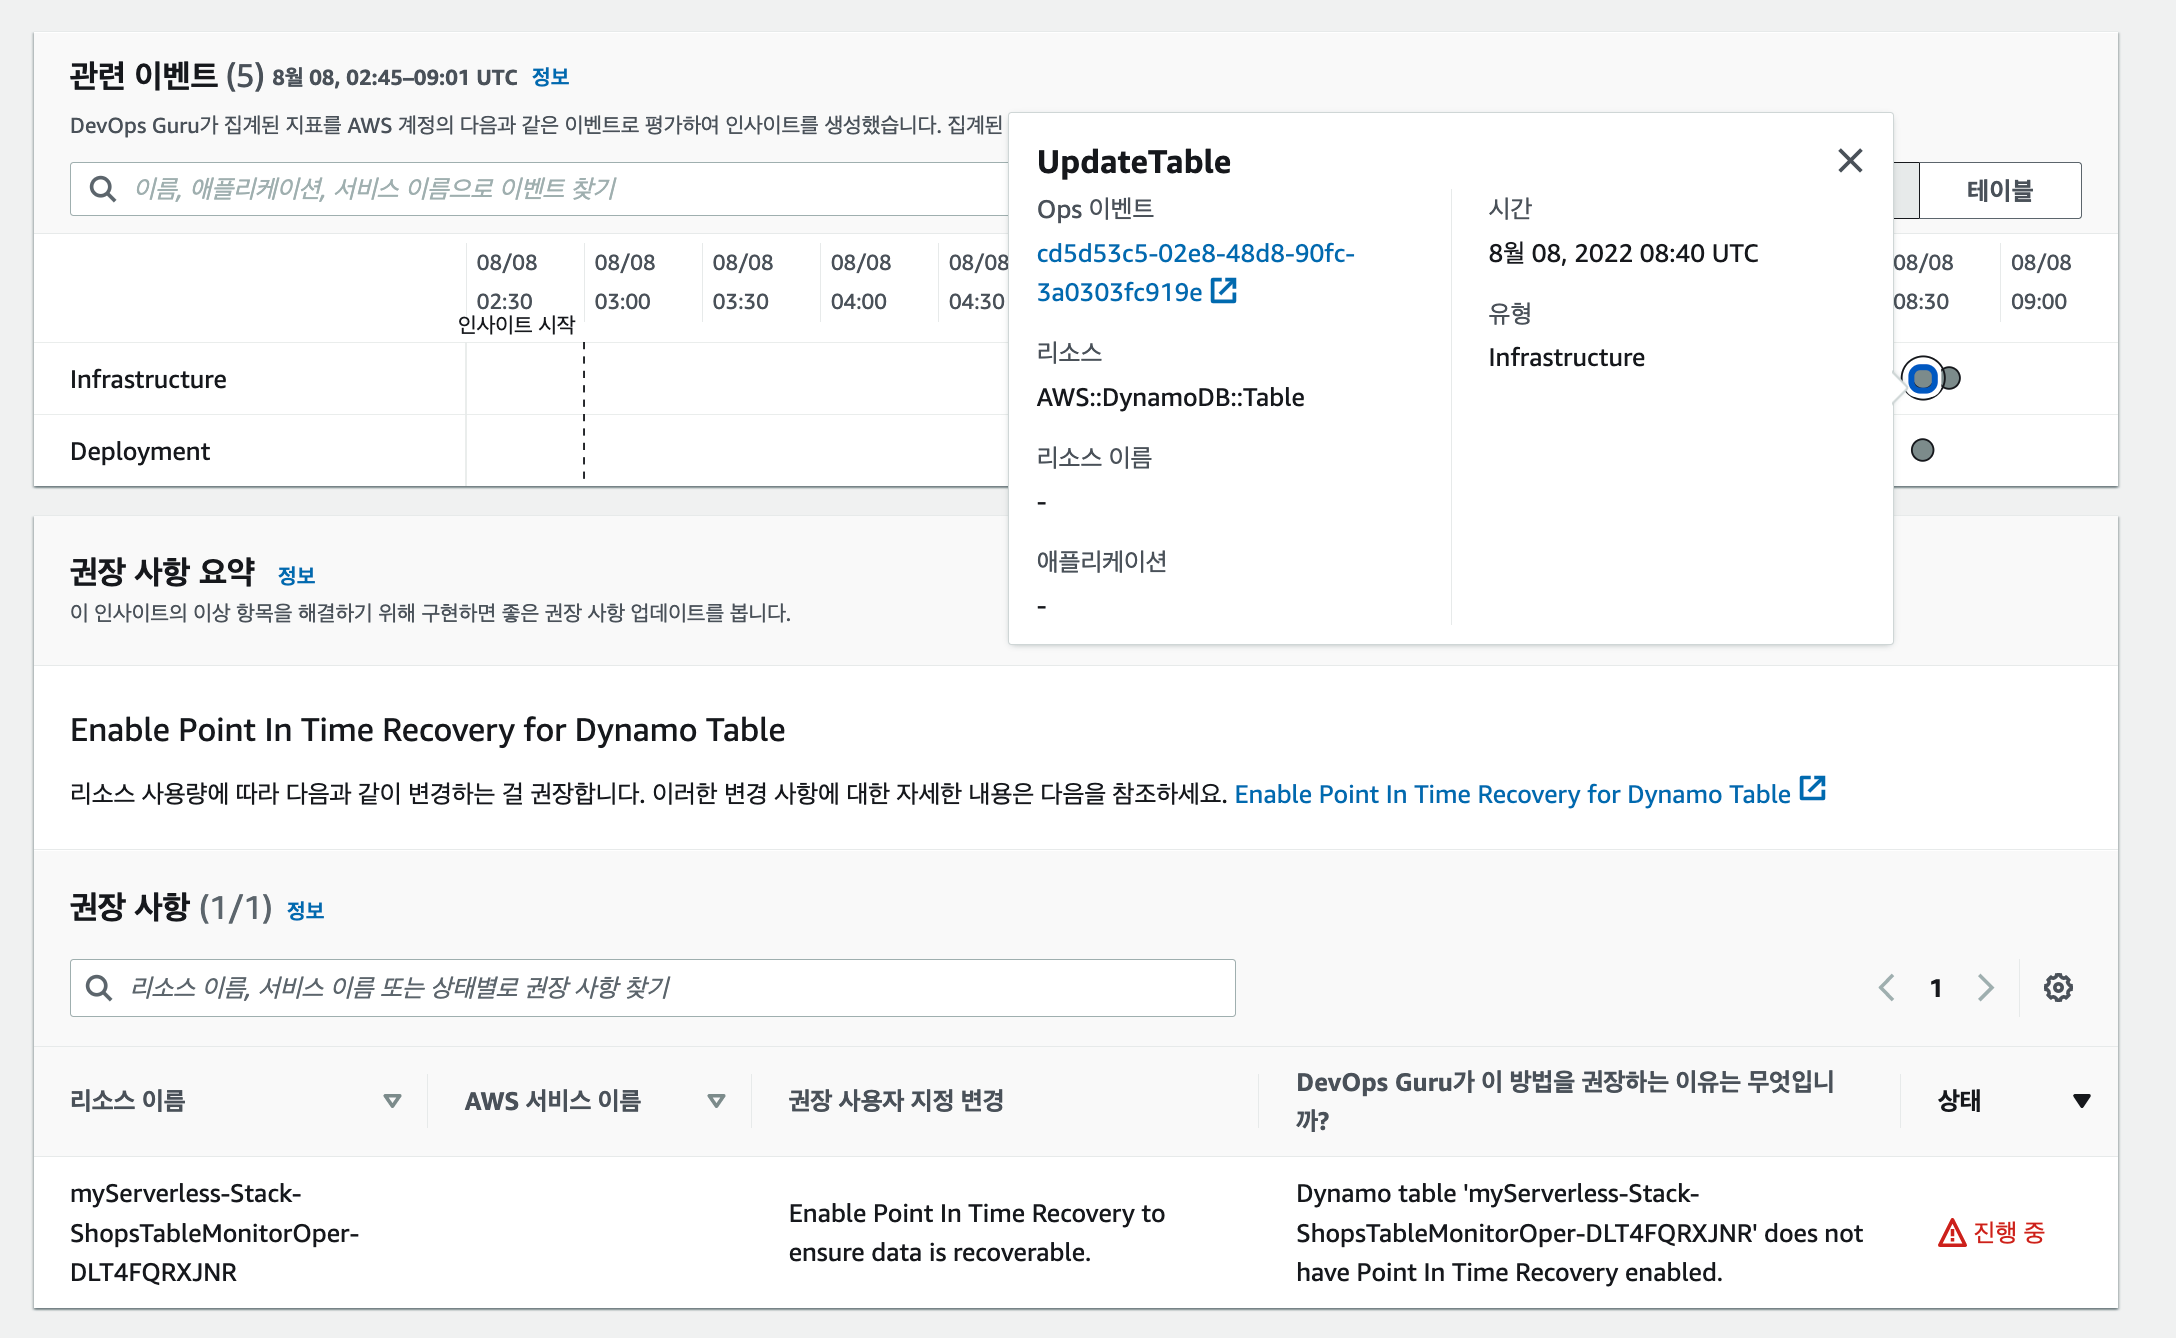 관련 이벤트 (5) 8월 08, 02:45–09:01 UTC 정보
DevOps Guru가 집계된 지표를 AWS 계정의 다음과 같은 이벤트로 평가하여 인사이트를 생성했습니다. 집계된
이름, 애플리케이션, 서비스 이름으로 이벤트 찾기
테이블
08/08 08/08 08/08 08/08 08/08 08/08 08/08
02:30 03:00 03:30 04:00 04:30 08:30 09:00
인사이트 시작
Infrastructure
Deployment
UpdateTable
Ops 이벤트
cd5d53c5-02e8-48d8-90fc-
3a0303fc919e
리소스
AWS::DynamoDB::Table
리소스 이름
-
애플리케이션
-
시간
8월 08, 2022 08:40 UTC
유형
Infrastructure
권장 사항 요약 정보
이 인사이트의 이상 항목을 해결하기 위해 구현하면 좋은 권장 사항 업데이트를 봅니다.
Enable Point In Time Recovery for Dynamo Table
리소스 사용량에 따라 다음과 같이 변경하는 걸 권장합니다. 이러한 변경 사항에 대한 자세한 내용은 다음을 참조하세요. Enable Point In Time Recovery for Dynamo Table
권장 사항 (1/1) 정보
리소스 이름, 서비스 이름 또는 상태별로 권장 사항 찾기
1
리소스 이름
AWS 서비스 이름
권장 사용자 지정 변경
DevOps Guru가 이 방법을 권장하는 이유는 무엇입니
까?
상태
myServerless-Stack-
ShopsTableMonitorOper-
DLT4FQRXJNR
Enable Point In Time Recovery to
ensure data is recoverable.
Dynamo table 'myServerless-Stack-
ShopsTableMonitorOper-DLT4FQRXJNR' does not
have Point In Time Recovery enabled.
진행 중